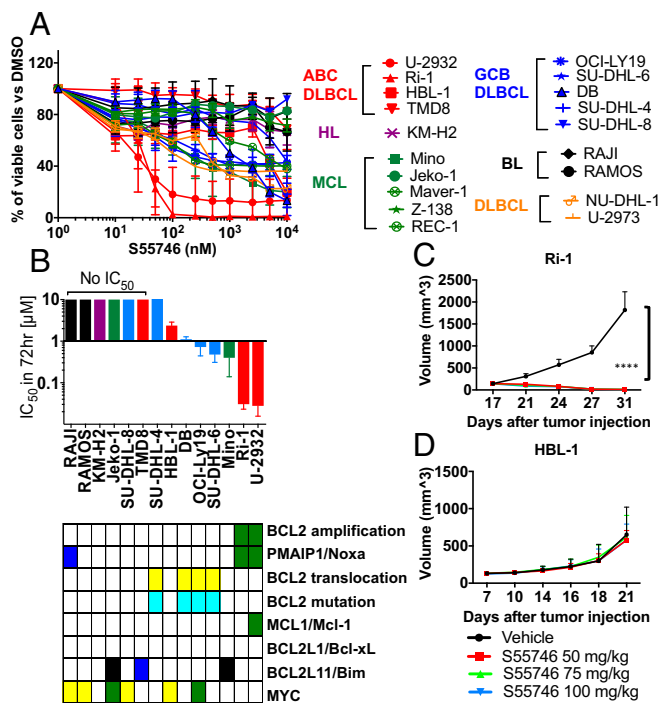 A
% of viable cells vs DMSO
120
80
40
0
10^0 10^1 10^2 10^3 10^4
S55746 (nM)
ABC DLBCL
U-2932
Ri-1
HBL-1
TMD8
HL
KM-H2
MCL
Mino
Jeko-1
Maver-1
Z-138
REC-1
GCB DLBCL
OCI-LY19
SU-DHL-6
DB
SU-DHL-4
SU-DHL-8
BL
RAJI
RAMOS
DLBCL
NU-DHL-1
U-2973
B
No IC50
IC50 in 72hr [µM]
10
1
0.1
RAJI
RAMOS
KM-H2
Jeko-1
SU-DHL-8
TMD8
SU-DHL-4
HBL-1
DB
OCI-Ly19
SU-DHL-6
Mino
Ri-1
U-2932
BCL2 amplification
PMAIP1/Noxa
BCL2 translocation
BCL2 mutation
MCL1/Mcl-1
BCL2L1/Bcl-xL
BCL2L11/Bim
MYC
C
Ri-1
Volume (mm^3)
2000
1500
1000
500
0
****
17 21 24 27 31
Days after tumor injection
D
HBL-1
Volume (mm^3)
1500
1000
500
0
7 10 14 16 18 21
Days after tumor injection
Vehicle
S55746 50 mg/kg
S55746 75 mg/kg
S55746 100 mg/kg